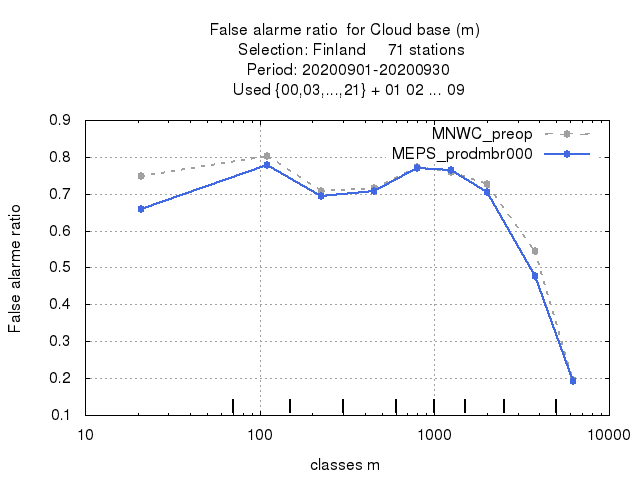 False alarme ratio  for Cloud base (m)
Selection: Finland     71 stations
Period: 20200901-20200930
Used {00,03,...,21} + 01 02 ... 09
MNWC_preop
MEPS_prodmbr000
0.9
0.8
0.7
0.6
0.5
0.4
0.3
0.2
0.1
False alarme ratio
10
100
1000
10000
classes m